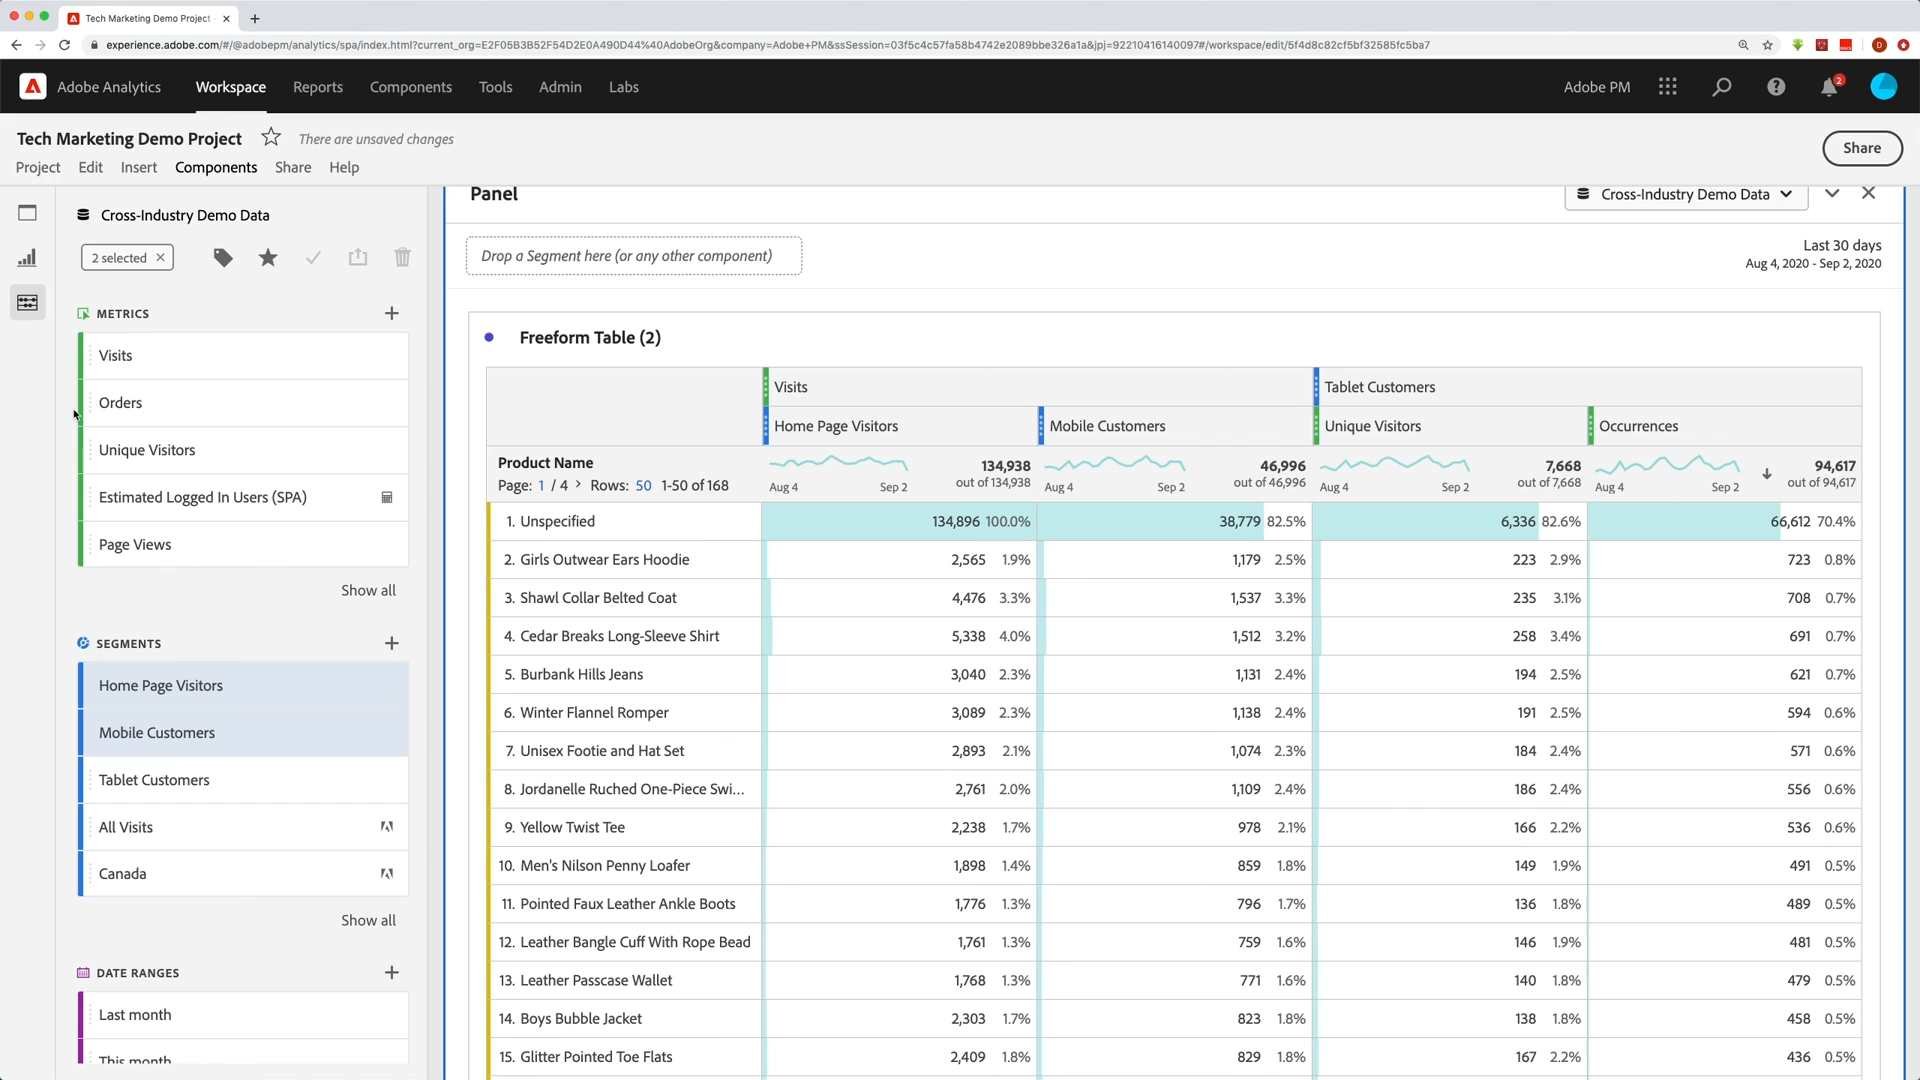 Tech Marketing Demo Project
experience.adobe.com/#/@adobepm/analytics/spa/index.html?current_org=E2F05B3B52F54D2E0A490D44%40AdobeOrg&company=Adobe+PM&ssSession=03f5c4c57fa58b4742e2089bbe326a1a&jpj=92210416140097#/workspace/edit/5f4d8c82cf5bf32585fc5ba7
D
Adobe Analytics Workspace Reports Components Tools Admin Labs Adobe PM 2
Tech Marketing Demo Project There are unsaved changes
Share
Project Edit Insert Components Share Help
Cross-Industry Demo Data
2 selected
METRICS
Visits
Orders
Unique Visitors
Estimated Logged In Users (SPA)
Page Views
Show all
SEGMENTS
Home Page Visitors
Mobile Customers
Tablet Customers
All Visits
Canada
Show all
DATE RANGES
Last month
This month
Panel Cross-Industry Demo Data
Drop a Segment here (or any other component)
Last 30 days
Aug 4, 2020 - Sep 2, 2020
Freeform Table (2)
Visits Tablet Customers
Home Page Visitors Mobile Customers Unique Visitors Occurrences
Product Name 134,938 46,996 7,668 94,617
Page: 1 / 4 > Rows: 50 1-50 of 168 Aug 4 Sep 2 out of 134,938 Aug 4 Sep 2 out of 46,996 Aug 4 Sep 2 out of 7,668 Aug 4 Sep 2 out of 94,617
1. Unspecified 134,896 100.0% 38,779 82.5% 6,336 82.6% 66,612 70.4%
2. Girls Outwear Ears Hoodie 2,565 1.9% 1,179 2.5% 223 2.9% 723 0.8%
3. Shawl Collar Belted Coat 4,476 3.3% 1,537 3.3% 235 3.1% 708 0.7%
4. Cedar Breaks Long-Sleeve Shirt 5,338 4.0% 1,512 3.2% 258 3.4% 691 0.7%
5. Burbank Hills Jeans 3,040 2.3% 1,131 2.4% 194 2.5% 621 0.7%
6. Winter Flannel Romper 3,089 2.3% 1,138 2.4% 191 2.5% 594 0.6%
7. Unisex Footie and Hat Set 2,893 2.1% 1,074 2.3% 184 2.4% 571 0.6%
8. Jordanelle Ruched One-Piece Swi... 2,761 2.0% 1,109 2.4% 186 2.4% 556 0.6%
9. Yellow Twist Tee 2,238 1.7% 978 2.1% 166 2.2% 536 0.6%
10. Men's Nilson Penny Loafer 1,898 1.4% 859 1.8% 149 1.9% 491 0.5%
11. Pointed Faux Leather Ankle Boots 1,776 1.3% 796 1.7% 136 1.8% 489 0.5%
12. Leather Bangle Cuff With Rope Bead 1,761 1.3% 759 1.6% 146 1.9% 481 0.5%
13. Leather Passcase Wallet 1,768 1.3% 771 1.6% 140 1.8% 479 0.5%
14. Boys Bubble Jacket 2,303 1.7% 823 1.8% 138 1.8% 458 0.5%
15. Glitter Pointed Toe Flats 2,409 1.8% 829 1.8% 167 2.2% 436 0.5%